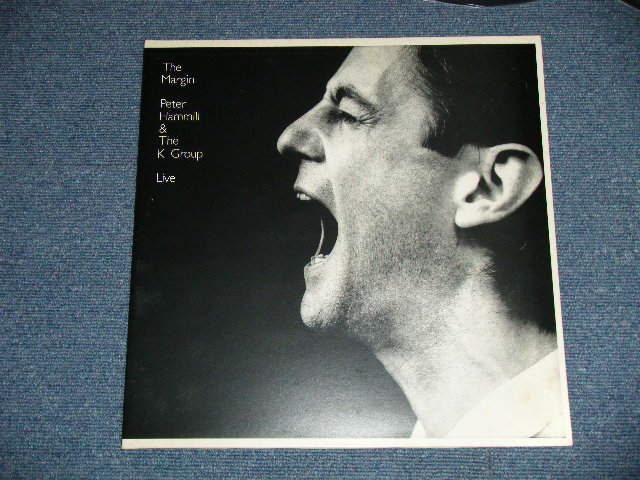 The
Margin
Peter
Hammill
&
The
K Group
Live